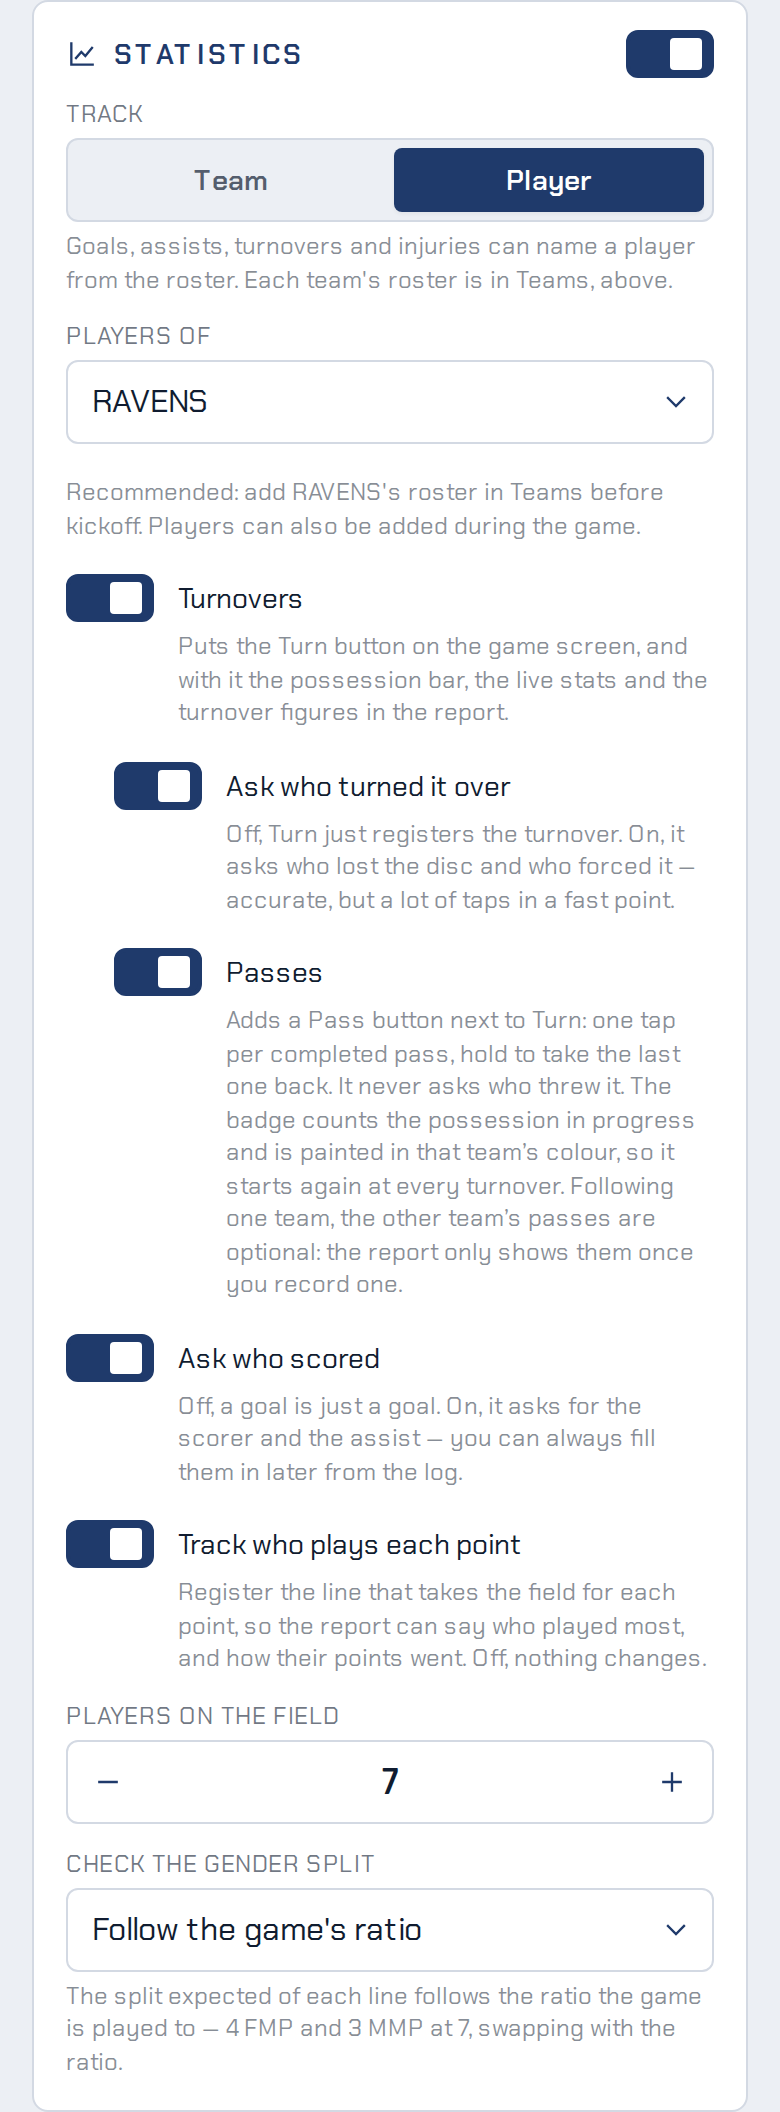 STATISTICS
TRACK
Team
Player
Goals, assists, turnovers and injuries can name a player
from the roster. Each team's roster is in Teams, above.
PLAYERS OF
RAVENS
Recommended: add RAVENS's roster in Teams before
kickoff. Players can also be added during the game.
Turnovers
Puts the Turn button on the game screen, and
with it the possession bar, the live stats and the
turnover figures in the report.
Ask who turned it over
Off, Turn just registers the turnover. On, it
asks who lost the disc and who forced it —
accurate, but a lot of taps in a fast point.
Passes
Adds a Pass button next to Turn: one tap
per completed pass, hold to take the last
one back. It never asks who threw it. The
badge counts the possession in progress
and is painted in that team’s colour, so it
starts again at every turnover. Following
one team, the other team’s passes are
optional: the report only shows them once
you record one.
Ask who scored
Off, a goal is just a goal. On, it asks for the
scorer and the assist — you can always fill
them in later from the log.
Track who plays each point
Register the line that takes the field for each
point, so the report can say who played most,
and how their points went. Off, nothing changes.
PLAYERS ON THE FIELD
− 7 +
CHECK THE GENDER SPLIT
Follow the game's ratio
The split expected of each line follows the ratio the game
is played to — 4 FMP and 3 MMP at 7, swapping with the
ratio.